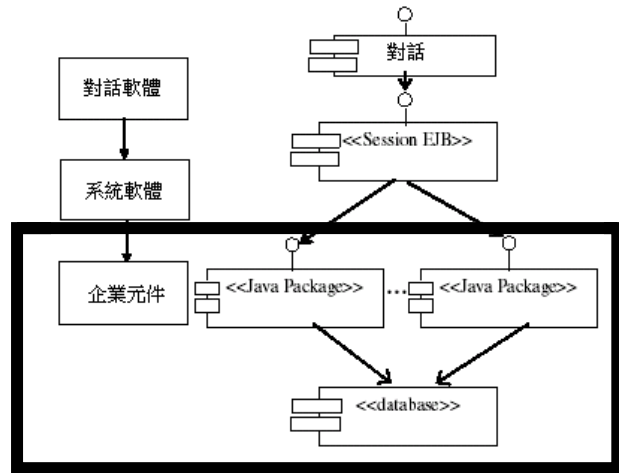 對話
對話軟體
<<Session EJB>>
系統軟體
企業元件
<<Java Package>>
...
<<Java Package>>
<<database>>